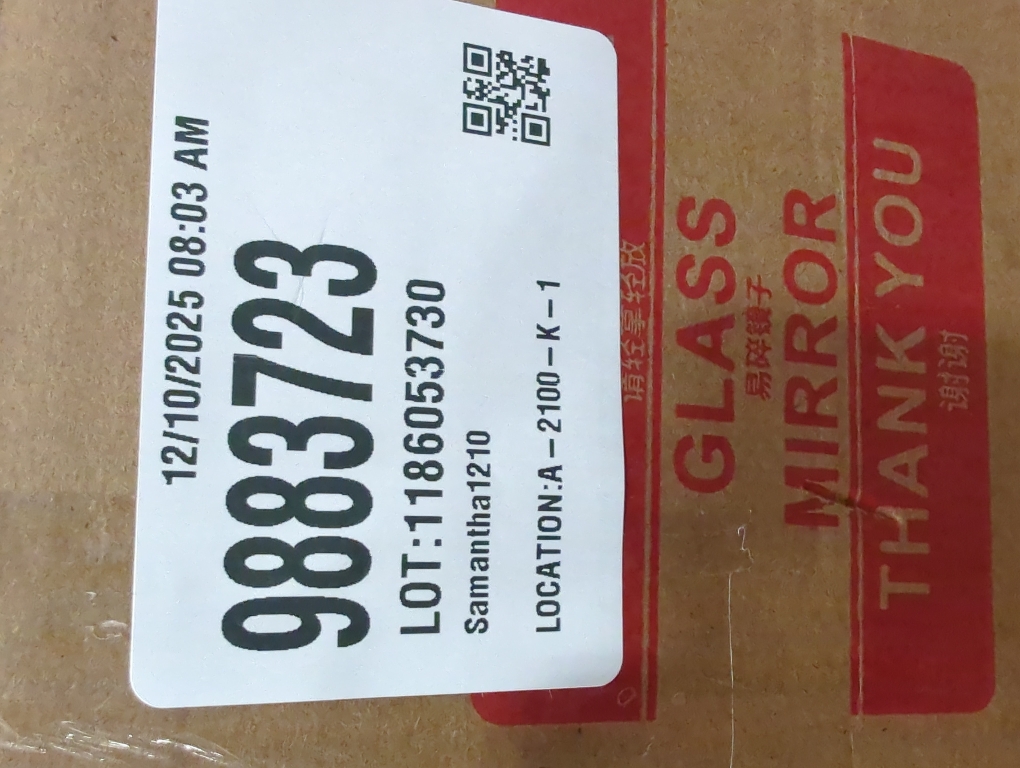 12/10/2025 08:03 AM
9883723
LOT:1186053730
Samantha1210
LOCATION:A-2100-K-1
请轻拿轻放
GLASS
易碎镜子
MIRROR
THANK YOU
谢谢